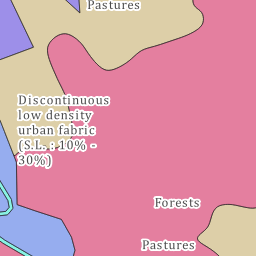 Pastures
Discontinuous
low density
urban fabric
(S.L. : 10% -
30%)
Forests
Pastures